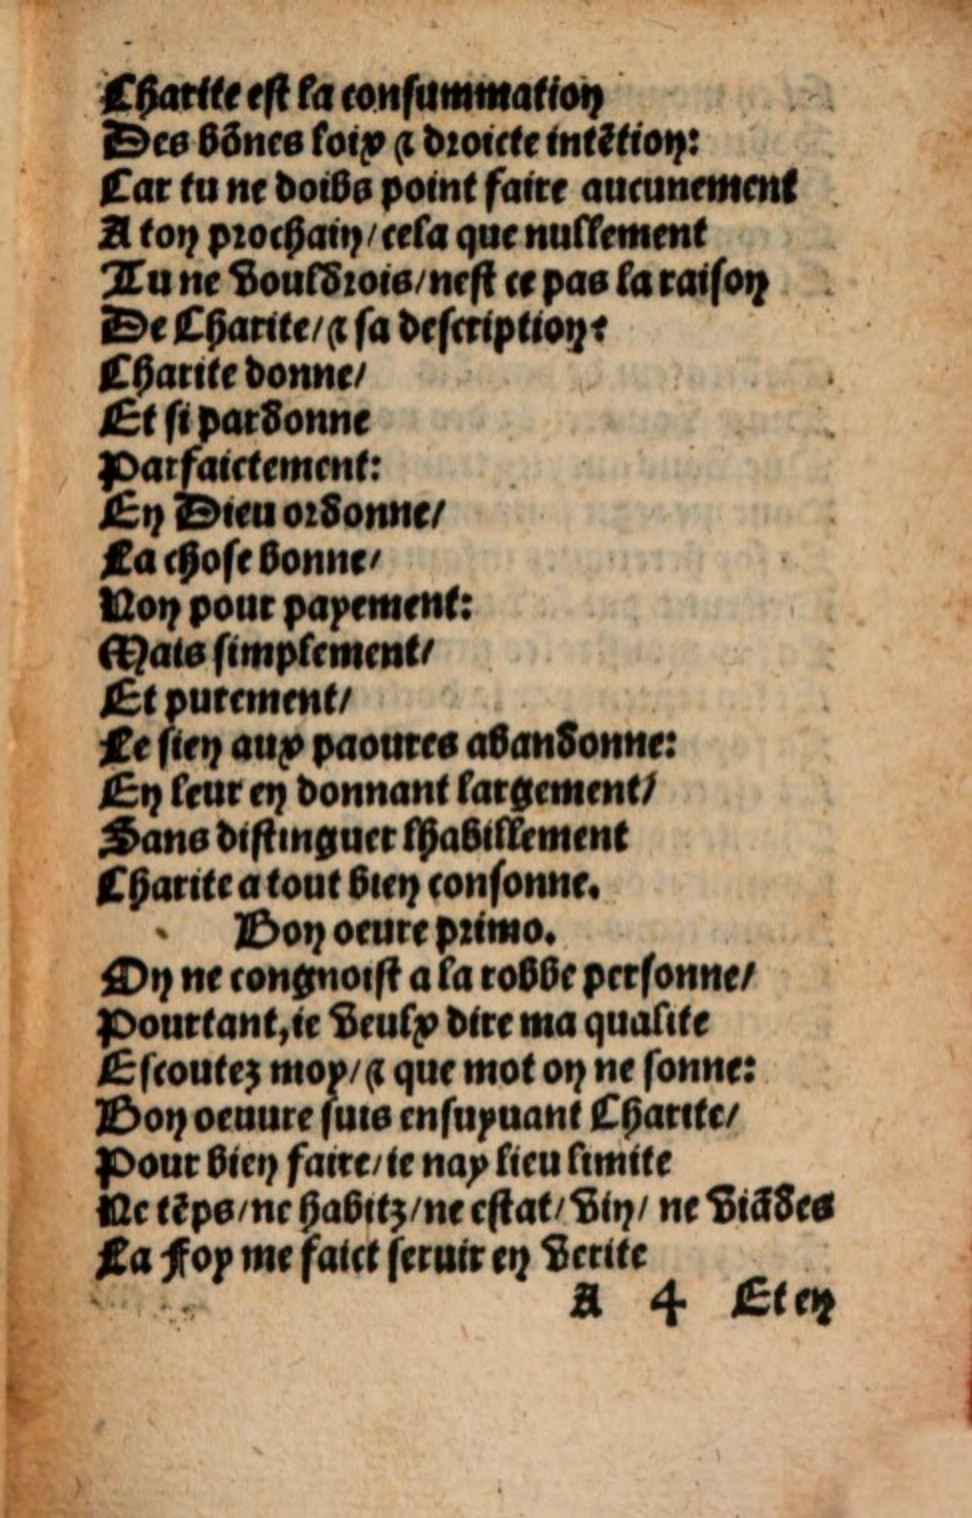 Charite est la consummation
Des bõnes loix & droicte intẽtion:
Car tu ne doibs point faire aucunement
A ton prochain/cela que nullement
Tu ne vouldrois/nest ce pas la raison
De Charite/& sa description?
Charite donne/
Et si pardonne
Parfaictement:
En Dieu ordonne/
La chose bonne/
Non pour payement:
Mais simplement/
Et purement/
Le sien aux paoures abandonne:
En leur en donnant largement/
Sans distinguer lhabillement
Charite a tout bien consonne.
Bon oeure primo.
On ne congnoist a la robbe personne/
Pourtant,ie veulx dire ma qualite
Escoutez moy/& que mot on ne sonne:
Bon oeuure suis ensuyuant Charite/
Pour bien faire/ie nay lieu limite
Ne tẽps/ne habitz/ne estat/vin/ ne viãdes
La Foy me faict seruir en verite
A 4 Et en